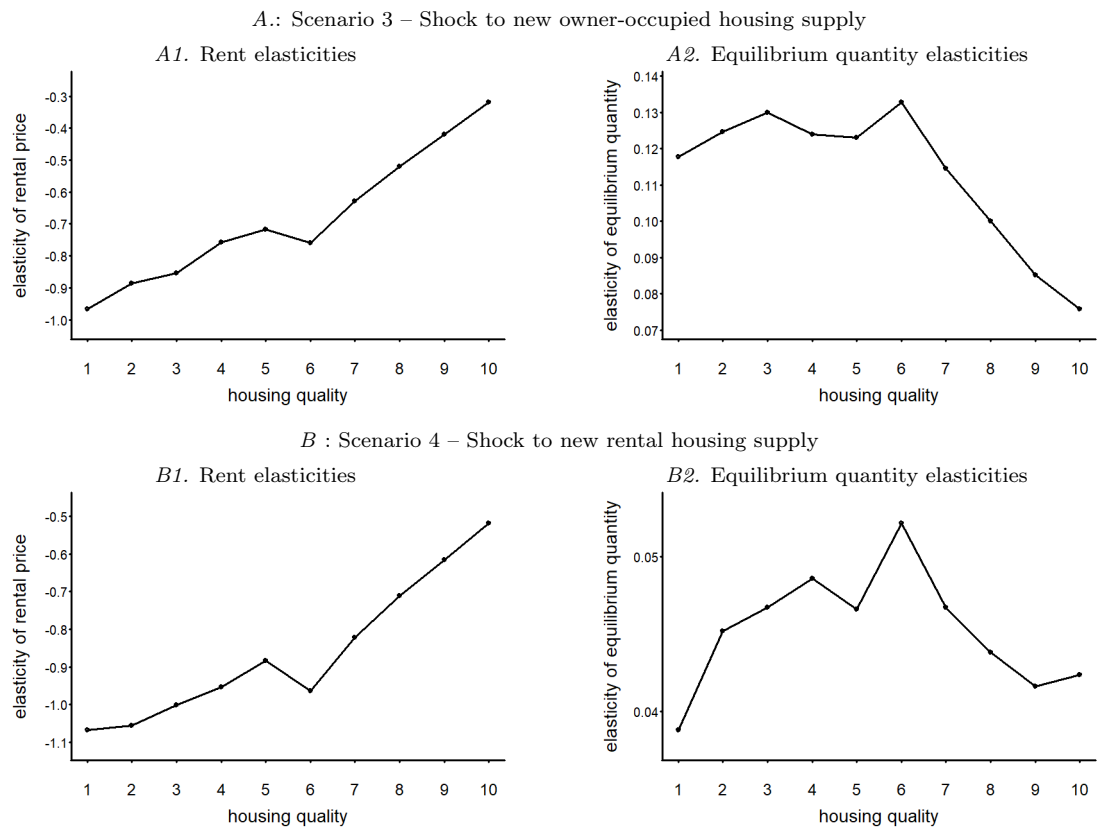 A.: Scenario 3 – Shock to new owner-occupied housing supply
A1. Rent elasticities
elasticity of rental price
-0.3
-0.4
-0.5
-0.6
-0.7
-0.8
-0.9
-1.0
1 2 3 4 5 6 7 8 9 10
housing quality
A2. Equilibrium quantity elasticities
elasticity of equilibrium quantity
0.14
0.13
0.12
0.11
0.10
0.09
0.08
0.07
1 2 3 4 5 6 7 8 9 10
housing quality
B : Scenario 4 – Shock to new rental housing supply
B1. Rent elasticities
elasticity of rental price
-0.5
-0.6
-0.7
-0.8
-0.9
-1.0
-1.1
1 2 3 4 5 6 7 8 9 10
housing quality
B2. Equilibrium quantity elasticities
elasticity of equilibrium quantity
0.05
0.04
1 2 3 4 5 6 7 8 9 10
housing quality